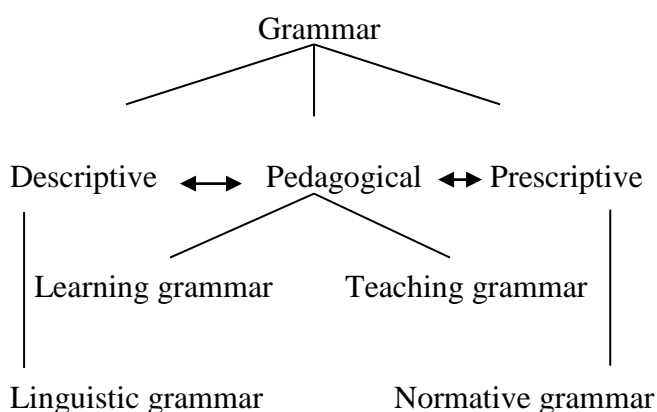 Grammar
Descriptive Pedagogical Prescriptive
Learning grammar Teaching grammar
Linguistic grammar Normative grammar